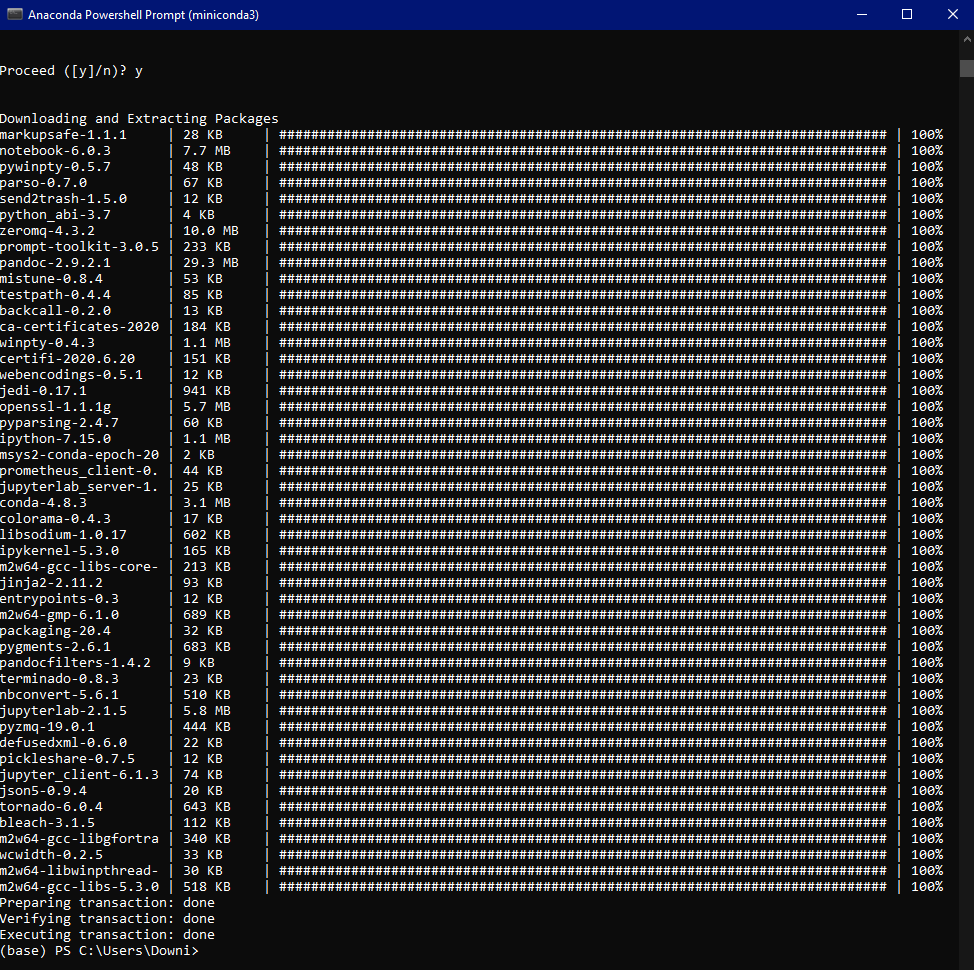 Anaconda Powershell Prompt (miniconda3)
Proceed ([y]/n)? y
Downloading and Extracting Packages
markupsafe-1.1.1     | 28 KB     | ############################################################################ | 100%
notebook-6.0.3       | 7.7 MB    | ############################################################################ | 100%
pywinpty-0.5.7       | 48 KB     | ############################################################################ | 100%
parso-0.7.0          | 67 KB     | ############################################################################ | 100%
send2trash-1.5.0     | 12 KB     | ############################################################################ | 100%
python_abi-3.7       | 4 KB      | ############################################################################ | 100%
zeromq-4.3.2         | 10.0 MB   | ############################################################################ | 100%
prompt-toolkit-3.0.5 | 233 KB    | ############################################################################ | 100%
pandoc-2.9.2.1       | 29.3 MB   | ############################################################################ | 100%
mistune-0.8.4        | 53 KB     | ############################################################################ | 100%
testpath-0.4.4       | 85 KB     | ############################################################################ | 100%
backcall-0.2.0       | 13 KB     | ############################################################################ | 100%
ca-certificates-2020 | 184 KB    | ############################################################################ | 100%
winpty-0.4.3         | 1.1 MB    | ############################################################################ | 100%
certifi-2020.6.20    | 151 KB    | ############################################################################ | 100%
webencodings-0.5.1   | 12 KB     | ############################################################################ | 100%
jedi-0.17.1          | 941 KB    | ############################################################################ | 100%
openssl-1.1.1g       | 5.7 MB    | ############################################################################ | 100%
pyparsing-2.4.7      | 60 KB     | ############################################################################ | 100%
ipython-7.15.0       | 1.1 MB    | ############################################################################ | 100%
msys2-conda-epoch-20 | 2 KB      | ############################################################################ | 100%
prometheus_client-0. | 44 KB     | ############################################################################ | 100%
jupyterlab_server-1. | 25 KB     | ############################################################################ | 100%
conda-4.8.3          | 3.1 MB    | ############################################################################ | 100%
colorama-0.4.3       | 17 KB     | ############################################################################ | 100%
libsodium-1.0.17     | 602 KB    | ############################################################################ | 100%
ipykernel-5.3.0      | 165 KB    | ############################################################################ | 100%
m2w64-gcc-libs-core- | 213 KB    | ############################################################################ | 100%
jinja2-2.11.2        | 93 KB     | ############################################################################ | 100%
entrypoints-0.3      | 12 KB     | ############################################################################ | 100%
m2w64-gmp-6.1.0      | 689 KB    | ############################################################################ | 100%
packaging-20.4       | 32 KB     | ############################################################################ | 100%
pygments-2.6.1       | 683 KB    | ############################################################################ | 100%
pandocfilters-1.4.2  | 9 KB      | ############################################################################ | 100%
terminado-0.8.3      | 23 KB     | ############################################################################ | 100%
nbconvert-5.6.1      | 510 KB    | ############################################################################ | 100%
jupyterlab-2.1.5     | 5.8 MB    | ############################################################################ | 100%
pyzmq-19.0.1         | 444 KB    | ############################################################################ | 100%
defusedxml-0.6.0     | 22 KB     | ############################################################################ | 100%
pickleshare-0.7.5    | 12 KB     | ############################################################################ | 100%
jupyter_client-6.1.3 | 74 KB     | ############################################################################ | 100%
json5-0.9.4          | 20 KB     | ############################################################################ | 100%
tornado-6.0.4        | 643 KB    | ############################################################################ | 100%
bleach-3.1.5         | 112 KB    | ############################################################################ | 100%
m2w64-gcc-libgfortra | 340 KB    | ############################################################################ | 100%
wcwidth-0.2.5        | 33 KB     | ############################################################################ | 100%
m2w64-libwinpthread- | 30 KB     | ############################################################################ | 100%
m2w64-gcc-libs-5.3.0 | 518 KB    | ############################################################################ | 100%
Preparing transaction: done
Verifying transaction: done
Executing transaction: done
(base) PS C:\Users\Downi>